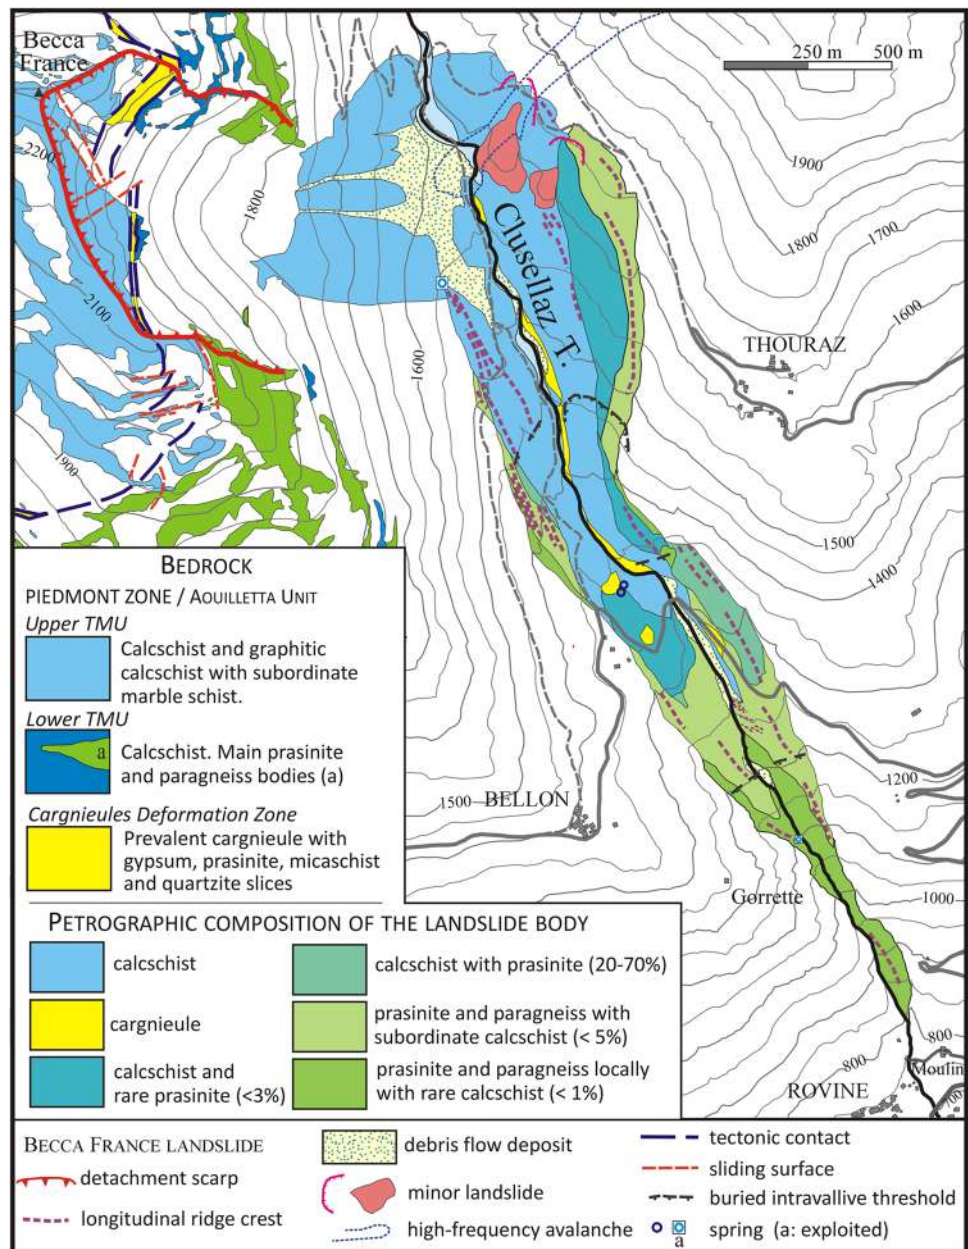 Becca
France
250 m 500 m
2200
1900
1800
1800
1700
Clusellaz T.
2100
1600
THOURAZ
1600
1900
1500
1400
BEDROCK
PIEDMONT ZONE / AOUILLETTA UNIT
Upper TMU
Calcschist and graphitic
calcschist with subordinate
marble schist.
Lower TMU
a
Calcschist. Main prasinite
and paragneiss bodies (a)
Cargnieules Deformation Zone
Prevalent cargnieule with
gypsum, prasinite, micaschist
and quartzite slices
1500
BELLON
1200
Gorrette
1000
PETROGRAPHIC COMPOSITION OF THE LANDSLIDE BODY
calcschist
calcschist with prasinite (20-70%)
cargnieule
prasinite and paragneiss with
subordinate calcschist (< 5%)
calcschist and
rare prasinite (<3%)
prasinite and paragneiss locally
with rare calcschist (< 1%)
800
800
Moulin
ROVINE
700
BECCA FRANCE LANDSLIDE
detachment scarp
longitudinal ridge crest
debris flow deposit
minor landslide
high-frequency avalanche
tectonic contact
sliding surface
buried intravallive threshold
spring (a: exploited)
a